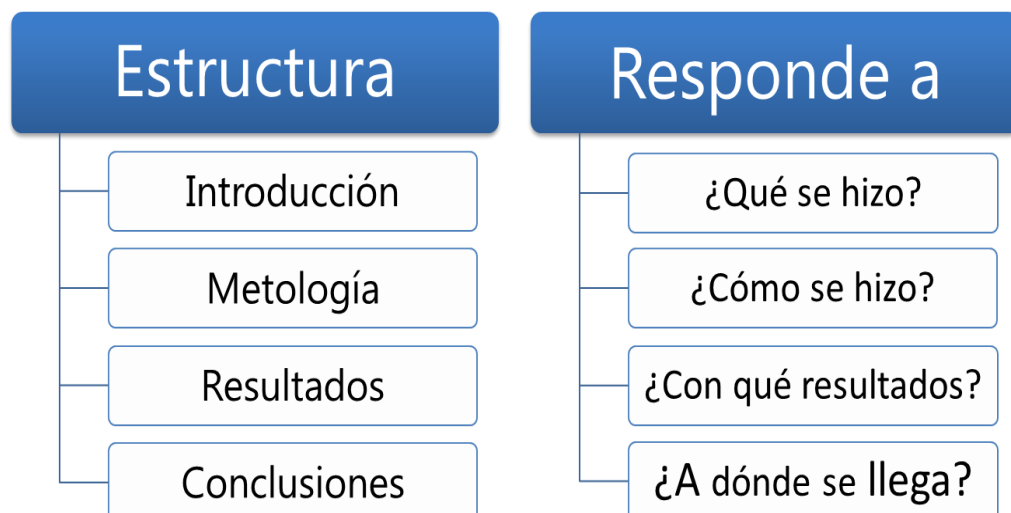 Estructura
Introducción
Metología
Resultados
Conclusiones
Responde a
¿Qué se hizo?
¿Cómo se hizo?
¿Con qué resultados?
¿A dónde se llega?